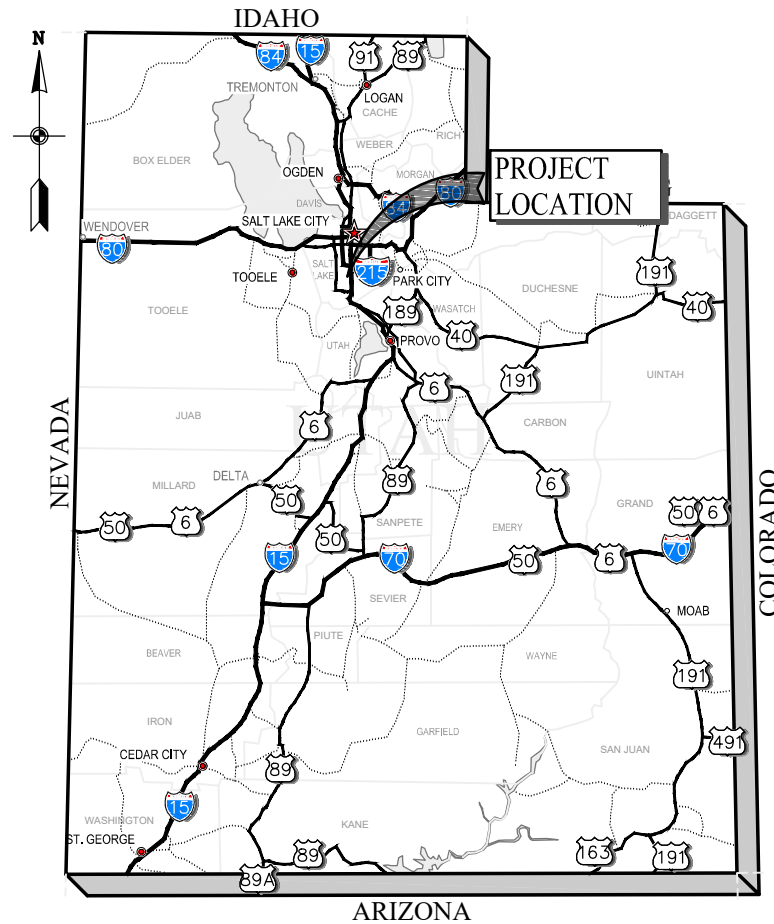 IDAHO
N
84
15
91
89
TREMONTON
LOGAN
CACHE
RICH
BOX ELDER
WEBER
OGDEN
MORGAN
PROJECT
LOCATION
DAVIS
84
80
SALT LAKE CITY
WENDOVER
80
DAGGETT
SALT
LAKE
215
PARK CITY
TOOELE
191
TOOELE
DUCHESNE
189
WASATCH
40
UTAH
PROVO
40
191
UINTAH
6
NEVADA
JUAB
6
UTAH
CARBON
MILLARD
DELTA
89
6
50
GRAND
50
6
50
6
SANPETE
EMERY
50
15
70
50
6
70
COLORADO
SEVIER
MOAB
PIUTE
BEAVER
WAYNE
191
IRON
GARFIELD
SAN JUAN
491
CEDAR CITY
89
15
WASHINGTON
KANE
ST. GEORGE
89
163
191
89A
ARIZONA